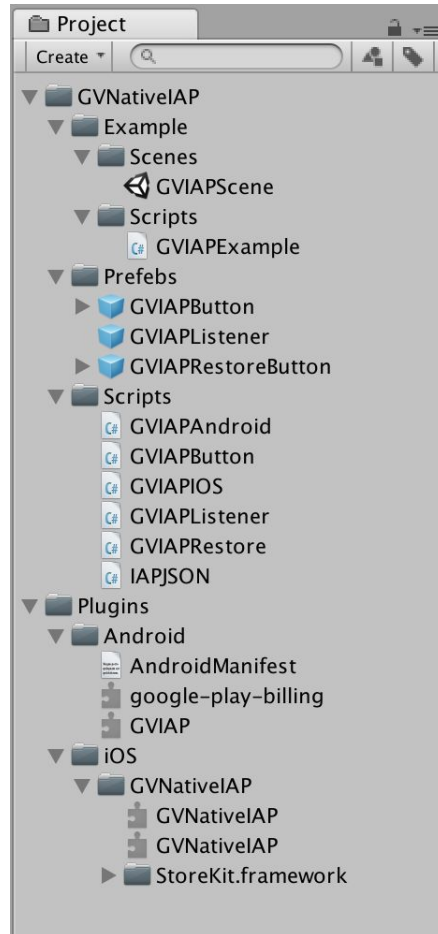 Project
Create
GVNativeIAP
Example
Scenes
GVIAPScene
Scripts
C# GVIAPExample
Prefebs
GVIAPButton
GVIAPListener
GVIAPRestoreButton
Scripts
C# GVIAPAndroid
C# GVIAPButton
C# GVIAPIOS
C# GVIAPListener
C# GVIAPRestore
C# IAPJSON
Plugins
Android
AndroidManifest
google-play-billing
GVIAP
iOS
GVNativeIAP
GVNativeIAP
GVNativeIAP
StoreKit.framework